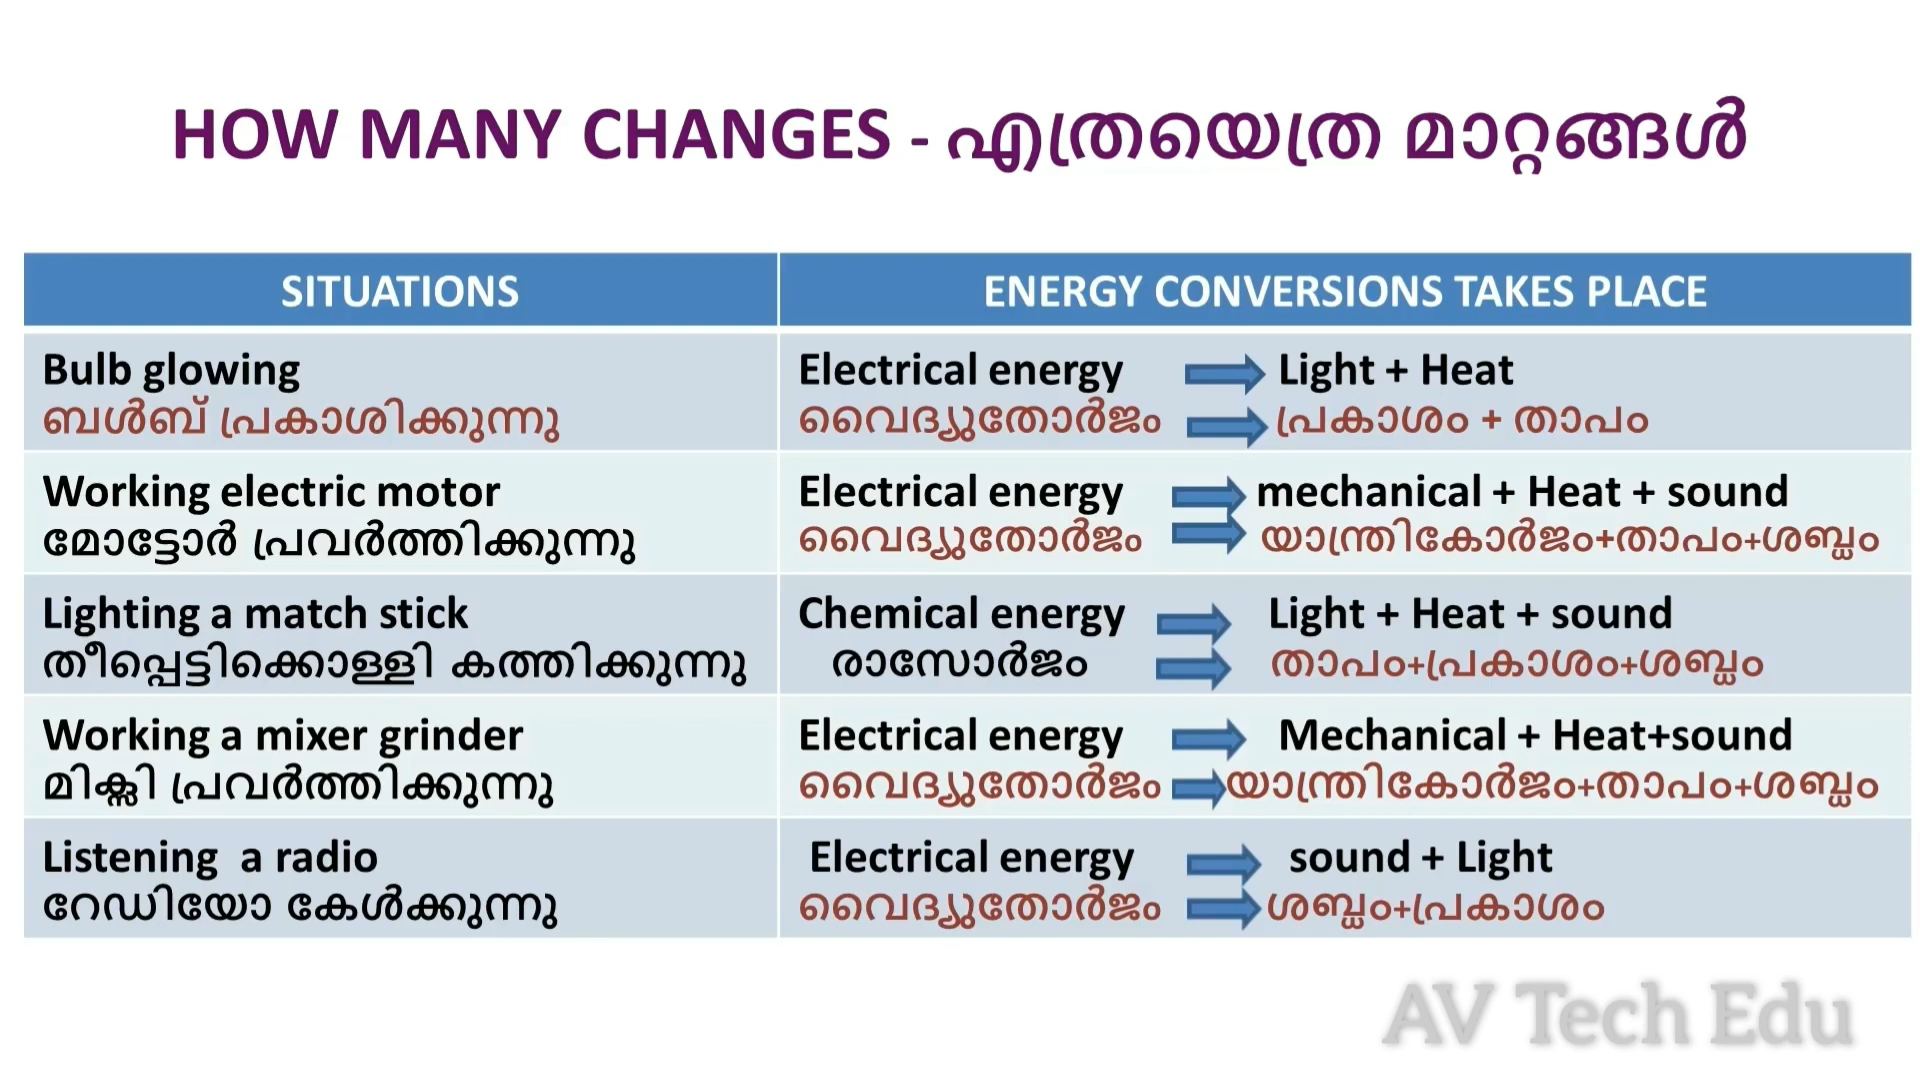 HOW MANY CHANGES - എത്രയെത്ര മാറ്റങ്ങൾ
SITUATIONS
ENERGY CONVERSIONS TAKES PLACE
Bulb glowing
ബൾബ് പ്രകാശിക്കുന്നു
Electrical energy Light + Heat
വൈദ്യുതോർജം പ്രകാശം + താപം
Working electric motor
മോട്ടോർ പ്രവർത്തിക്കുന്നു
Electrical energy mechanical + Heat + sound
വൈദ്യുതോർജം യാന്ത്രികോർജം+താപം+ശബ്ദം
Lighting a match stick
തീപ്പെട്ടിക്കൊള്ളി കത്തിക്കുന്നു
Chemical energy Light + Heat + sound
രാസോർജം താപം+പ്രകാശം+ശബ്ദം
Working a mixer grinder
മിക്സി പ്രവർത്തിക്കുന്നു
Electrical energy Mechanical + Heat+sound
വൈദ്യുതോർജം യാന്ത്രികോർജം+താപം+ശബ്ദം
Listening a radio
റേഡിയോ കേൾക്കുന്നു
Electrical energy sound + Light
വൈദ്യുതോർജം ശബ്ദം+പ്രകാശം
AV Tech Edu